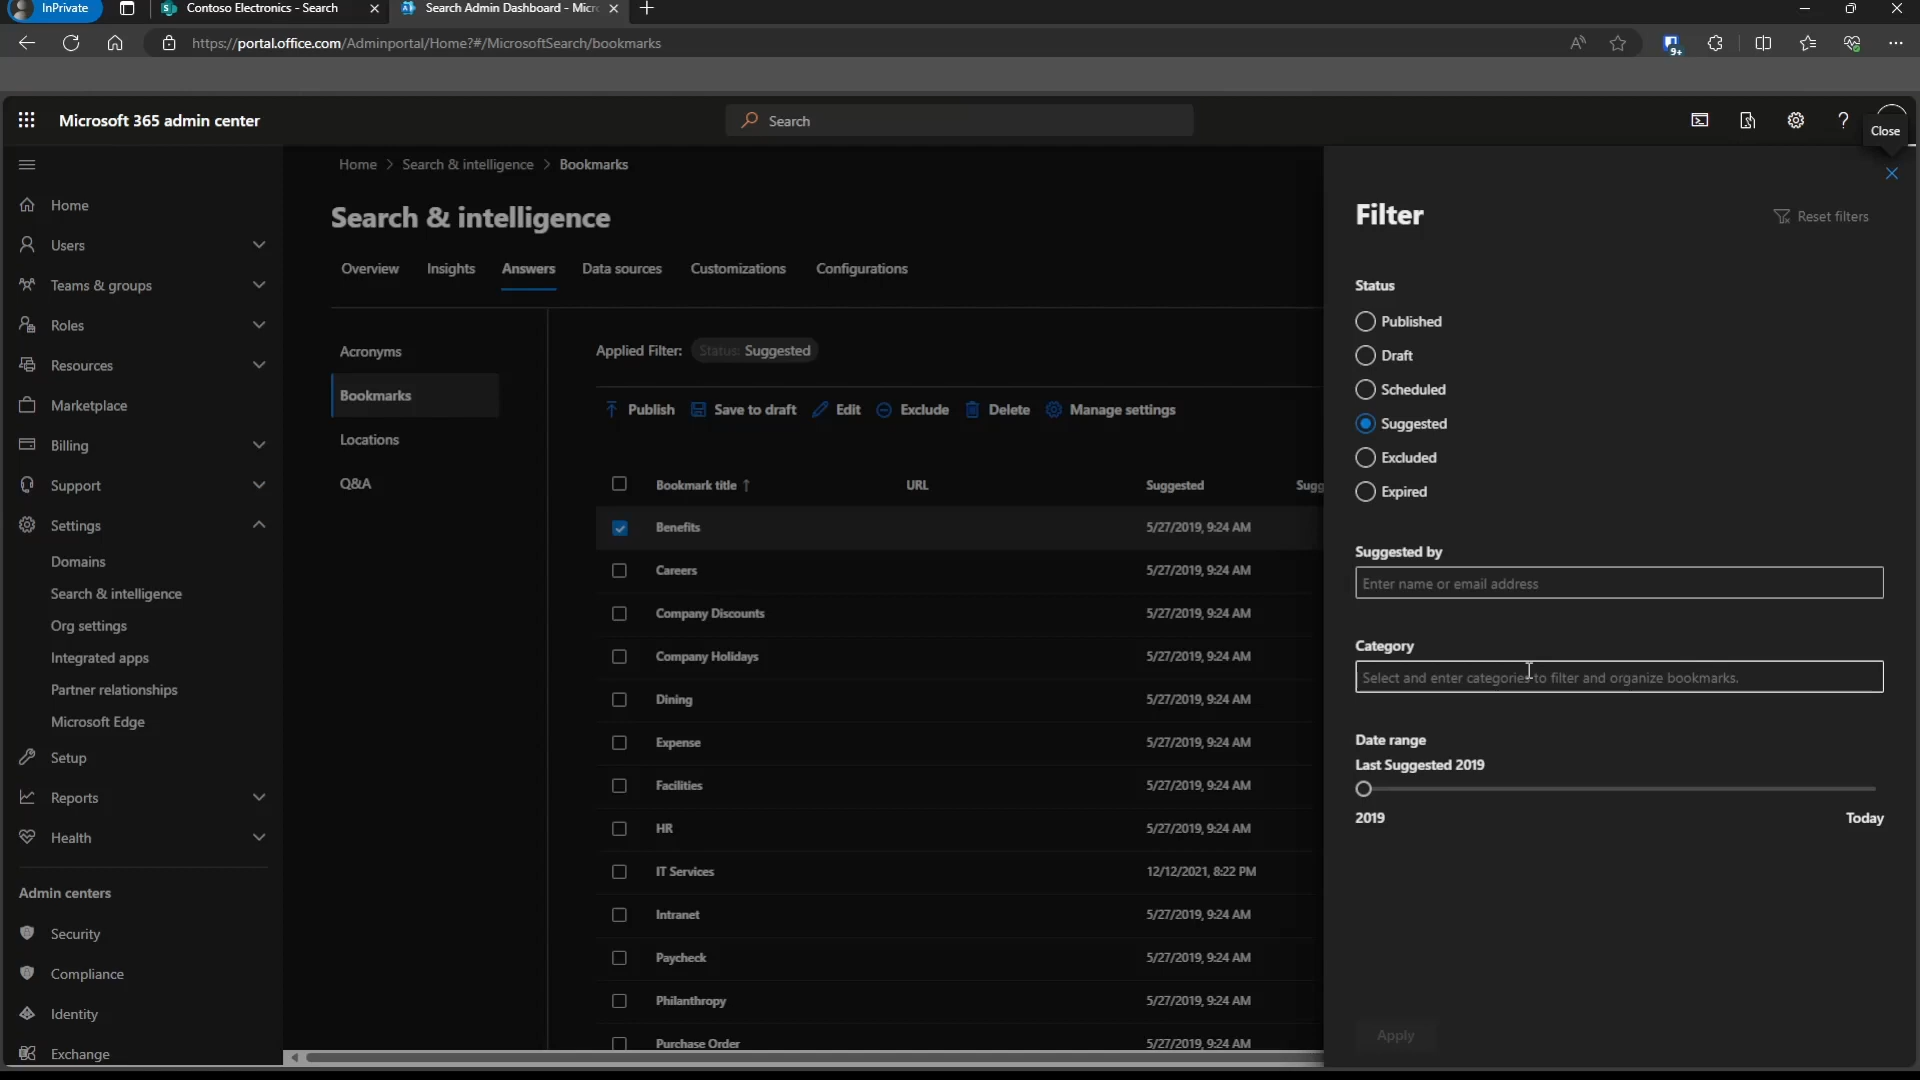 InPrivate
Contoso Electronics - Search
Search Admin Dashboard - Micr
https://portal.office.com/Adminportal/Home?#/MicrosoftSearch/bookmarks
9+
Microsoft 365 admin center
Search
Close
Home
Users
Teams & groups
Roles
Resources
Marketplace
Billing
Support
Settings
Domains
Search & intelligence
Org settings
Integrated apps
Partner relationships
Microsoft Edge
Setup
Reports
Health
Admin centers
Security
Compliance
Identity
Exchange
Home > Search & intelligence > Bookmarks
Search & intelligence
Overview Insights Answers Data sources Customizations Configurations
Acronyms
Bookmarks
Locations
Q&A
Applied Filter: Status: Suggested
Publish Save to draft Edit Exclude Delete Manage settings
Bookmark title ↑ URL Suggested Sugg
Benefits 5/27/2019, 9:24 AM
Careers 5/27/2019, 9:24 AM
Company Discounts 5/27/2019, 9:24 AM
Company Holidays 5/27/2019, 9:24 AM
Dining 5/27/2019, 9:24 AM
Expense 5/27/2019, 9:24 AM
Facilities 5/27/2019, 9:24 AM
HR 5/27/2019, 9:24 AM
IT Services 12/12/2021, 8:22 PM
Intranet 5/27/2019, 9:24 AM
Paycheck 5/27/2019, 9:24 AM
Philanthropy 5/27/2019, 9:24 AM
Purchase Order 5/27/2019, 9:24 AM
Filter
Reset filters
Status
Published
Draft
Scheduled
Suggested
Excluded
Expired
Suggested by
Enter name or email address
Category
Select and enter categories to filter and organize bookmarks.
Date range
Last Suggested 2019
2019 Today
Apply